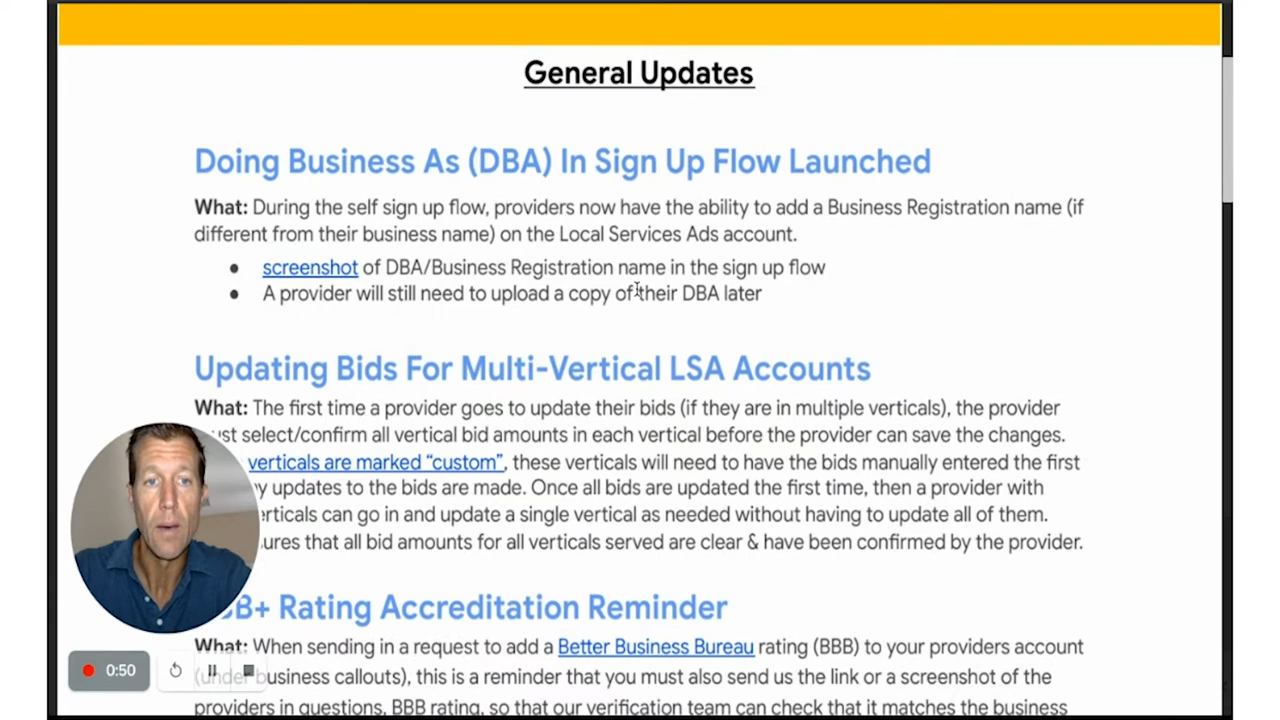 General Updates
Doing Business As (DBA) In Sign Up Flow Launched
What: During the self sign up flow, providers now have the ability to add a Business Registration name (if
different from their business name) on the Local Services Ads account.
● screenshot of DBA/Business Registration name in the sign up flow
● A provider will still need to upload a copy of their DBA later
Updating Bids For Multi-Vertical LSA Accounts
What: The first time a provider goes to update their bids (if they are in multiple verticals), the provider
select/confirm all vertical bid amounts in each vertical before the provider can save the changes.
verticals are marked “custom”, these verticals will need to have the bids manually entered the first
updates to the bids are made. Once all bids are updated the first time, then a provider with
can go in and update a single vertical as needed without having to update all of them.
that all bid amounts for all verticals served are clear & have been confirmed by the provider.
B+ Rating Accreditation Reminder
What: When sending in a request to add a Better Business Bureau rating (BBB) to your providers account
(under business callouts), this is a reminder that you must also send us the link or a screenshot of the
providers in questions, BBB rating, so that our verification team can check that it matches the business
0:50